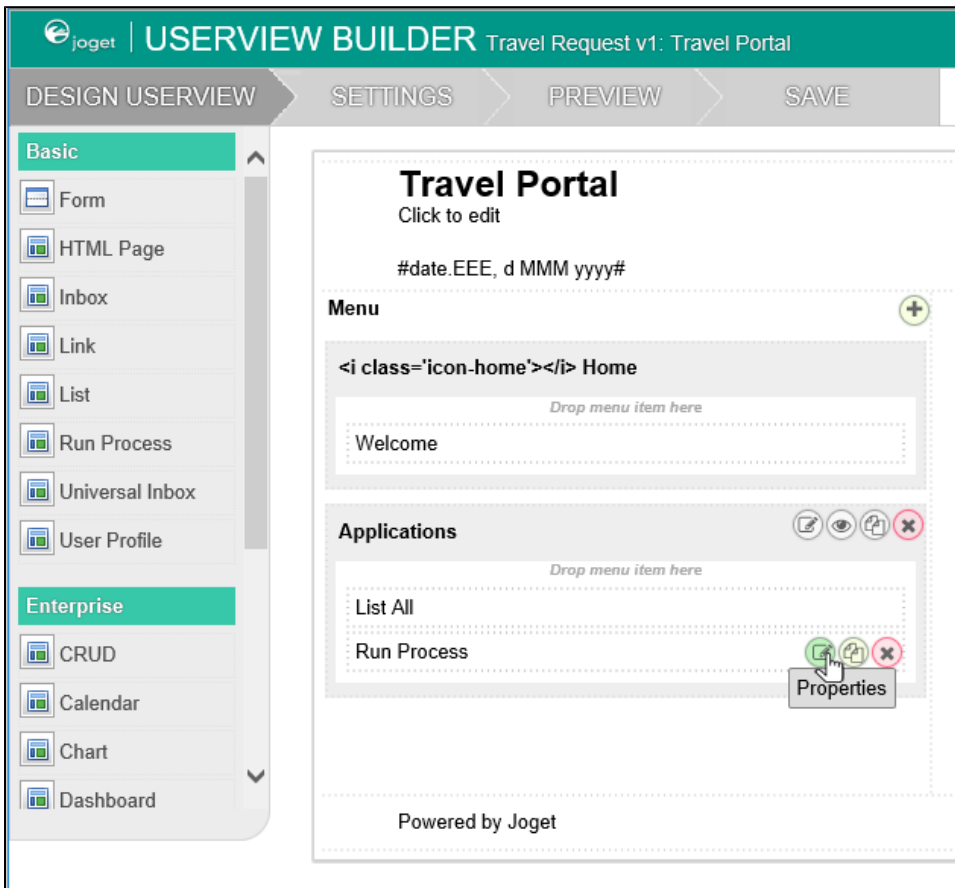 joget | USERVIEW BUILDER Travel Request v1: Travel Portal
DESIGN USERVIEW SETTINGS PREVIEW SAVE
Basic
Form
HTML Page
Inbox
Link
List
Run Process
Universal Inbox
User Profile
Enterprise
CRUD
Calendar
Chart
Dashboard
Travel Portal
Click to edit
#date.EEE, d MMM yyyy#
Menu
<i class='icon-home'></i> Home
Drop menu item here
Welcome
Applications
Drop menu item here
List All
Run Process
Properties
Powered by Joget